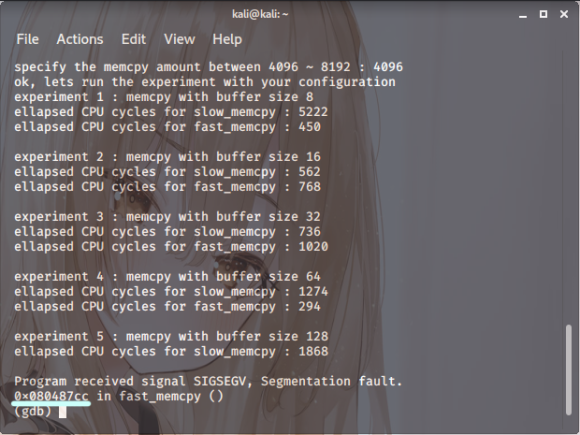 kali@kali: ~
File Actions Edit View Help
specify the memcpy amount between 4096 ~ 8192 : 4096
ok, lets run the experiment with your configuration
experiment 1 : memcpy with buffer size 8
ellapsed CPU cycles for slow_memcpy : 5222
ellapsed CPU cycles for fast_memcpy : 450
experiment 2 : memcpy with buffer size 16
ellapsed CPU cycles for slow_memcpy : 562
ellapsed CPU cycles for fast_memcpy : 768
experiment 3 : memcpy with buffer size 32
ellapsed CPU cycles for slow_memcpy : 736
ellapsed CPU cycles for fast_memcpy : 1020
experiment 4 : memcpy with buffer size 64
ellapsed CPU cycles for slow_memcpy : 1274
ellapsed CPU cycles for fast_memcpy : 294
experiment 5 : memcpy with buffer size 128
ellapsed CPU cycles for slow_memcpy : 1868
Program received signal SIGSEGV, Segmentation fault.
0x080487cc in fast_memcpy ()
(gdb)